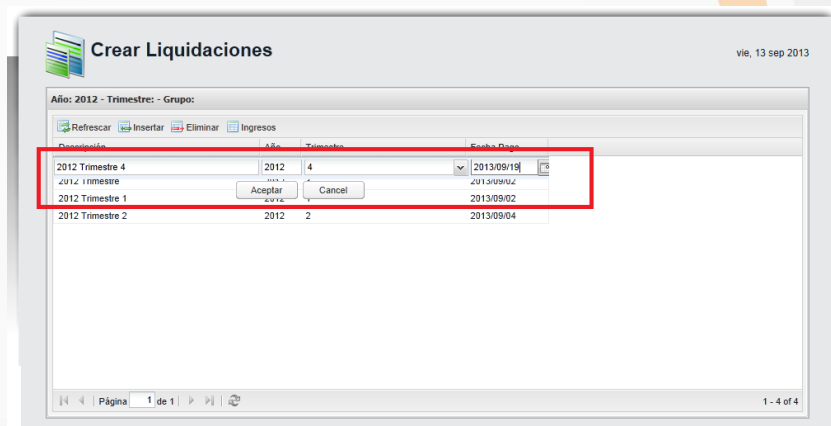 Crear Liquidaciones
vie, 13 sep 2013
Año: 2012 - Trimestre: - Grupo:
Refrescar Insertar Eliminar Ingresos
Descripción Año Trimestre Fecha Pago
2012 Trimestre 4 2012 4 2013/09/19
2012 Trimestre 2013/09/02
Aceptar Cancel
2012 Trimestre 1 2012 1 2013/09/02
2012 Trimestre 2 2012 2 2013/09/04
Página 1 de 1 1 - 4 of 4